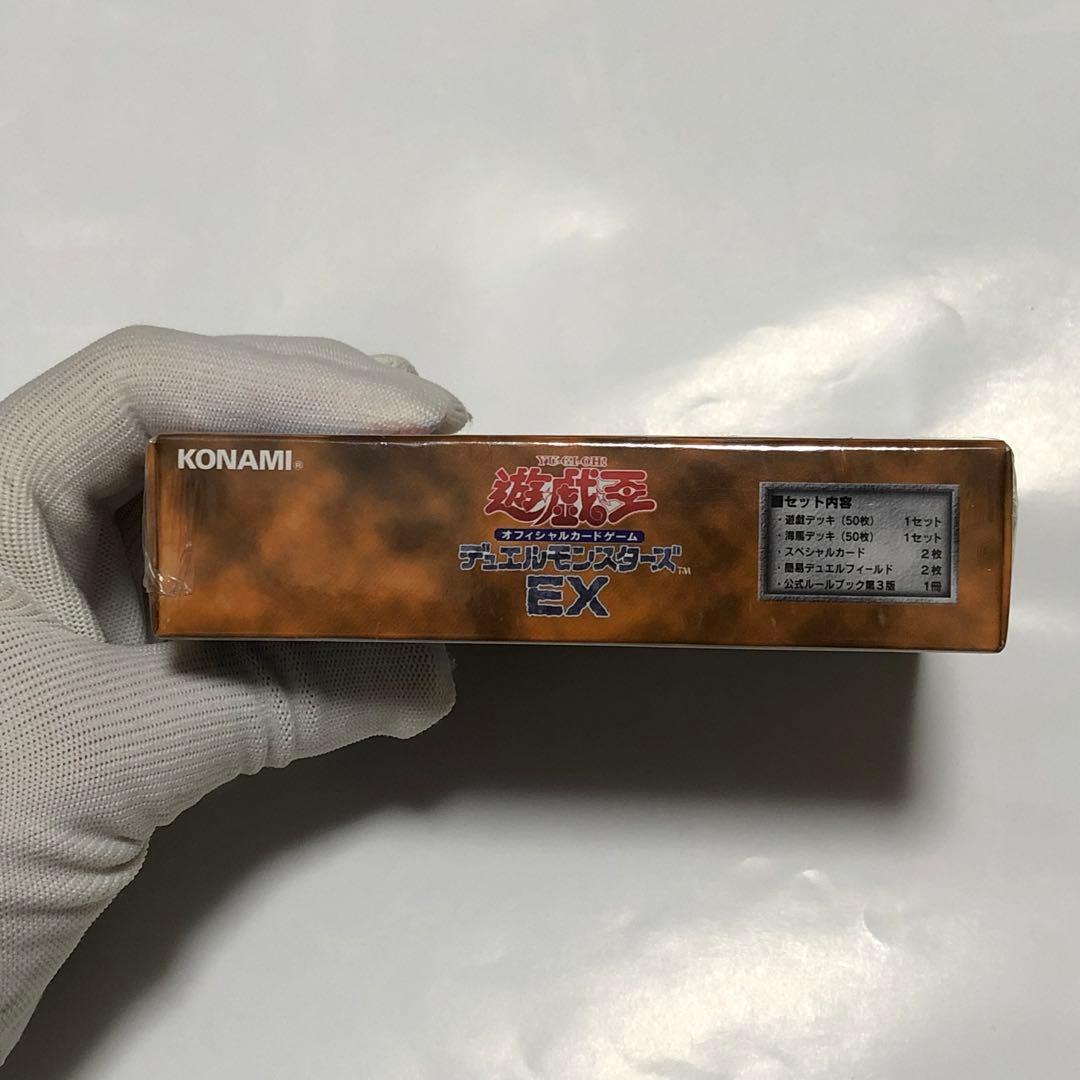 KONAMI®
YU-GI-OH!
遊戯王
オフィシャルカードゲーム
デュエルモンスターズ™
EX
■セット内容
・遊戯デッキ（50枚） 1セット
・海馬デッキ（50枚） 1セット
・スペシャルカード 2枚
・簡易デュエルフィールド 2枚
・公式ルールブック第3版 1冊